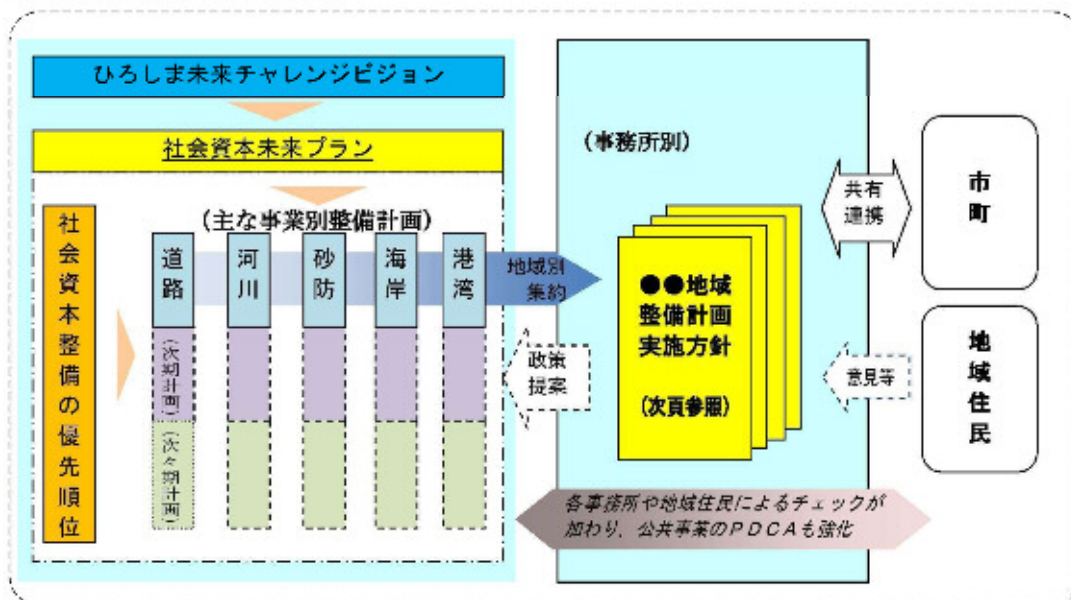 ひろしま未来チャレンジビジョン
社会資本未来プラン
(主な事業別整備計画)
社会資本整備の優先順位
道路
河川
砂防
海岸
港湾
(次期計画)
(次々期計画)
地域別
集約
政策
提案
(事務所別)
●●地域
整備計画
実施方針
(次頁参照)
共有
連携
意見等
市町
地域住民
各事務所や地域住民によるチェックが
加わり、公共事業のPDCAも強化